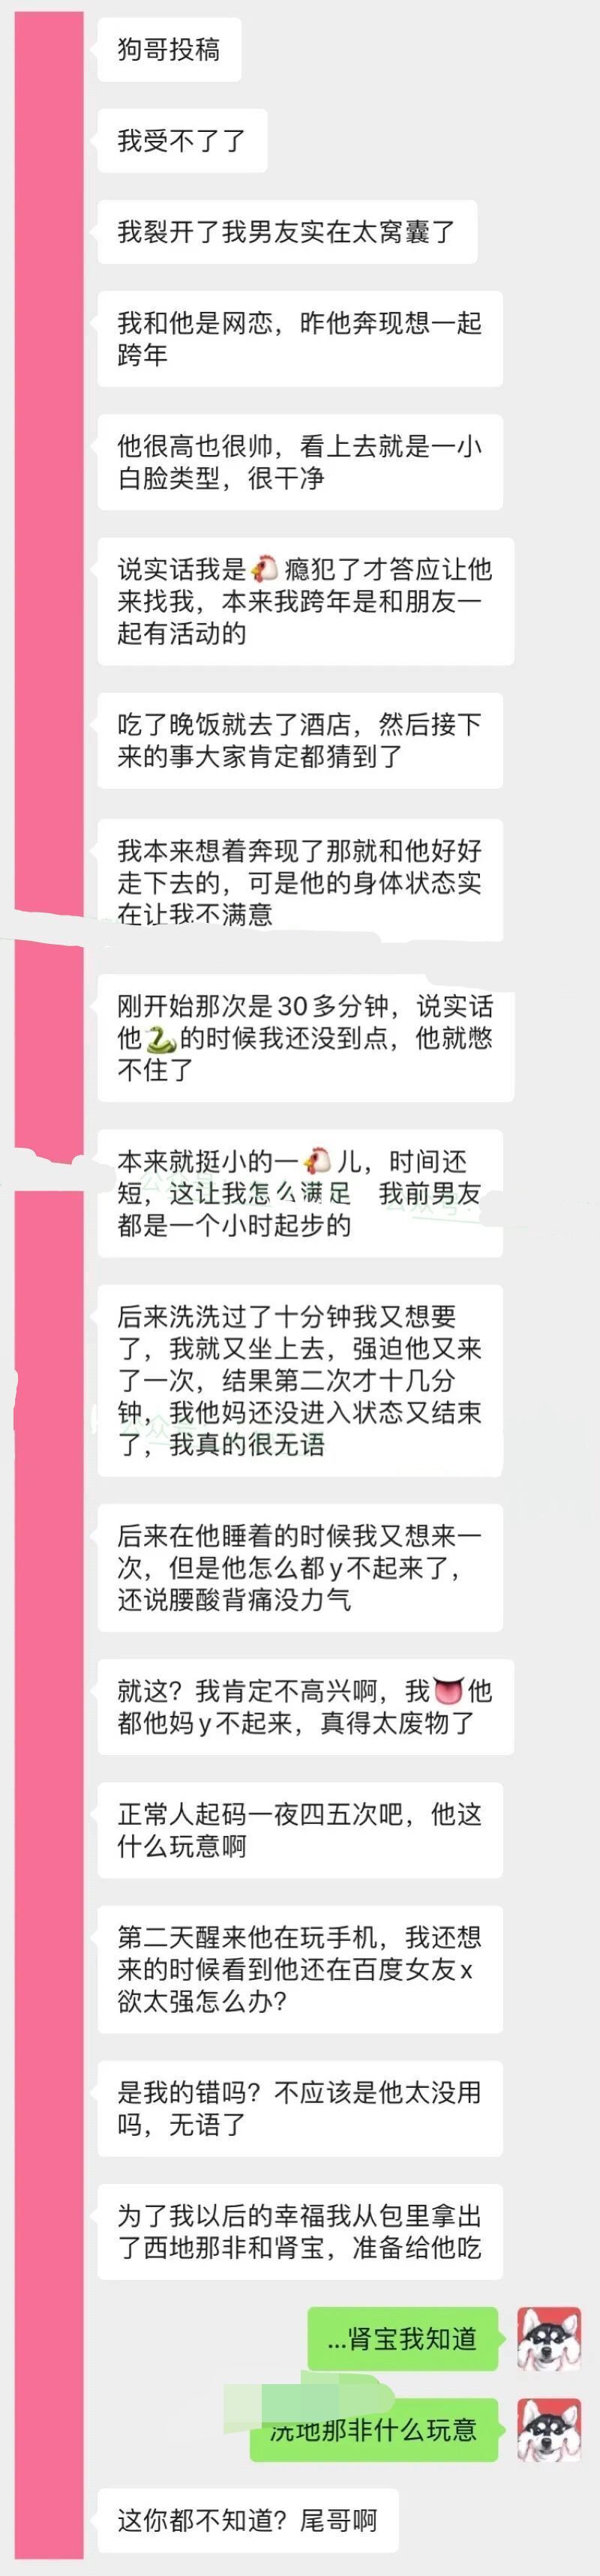 狗哥投稿
我受不了了
我裂开了我男友实在太窝囊了
我和他是网恋，昨他奔现想一起
跨年
他很高也很帅，看上去就是一小
白脸类型，很干净
说实话我是🐔瘾犯了才答应让他
来找我，本来我跨年是和朋友一
起有活动的
吃了晚饭就去了酒店，然后接下
来的事大家肯定都猜到了
我本来想着奔现了那就和他好好
走下去的，可是他的身体状态实
在让我不满意
刚开始那次是30多分钟，说实话
他🐍的时候我还没到点，他就憋
不住了
本来就挺小的一🐔儿，时间还
短，这让我怎么满足 我前男友
都是一个小时起步的
后来洗洗过了十分钟我又想要
了，我就又坐上去，强迫他又来
了一次，结果第二次才十几分
钟，我他妈还没进入状态又结束
了，我真的很无语
后来在他睡着的时候我又想来一
次，但是他怎么都y不起来了，
还说腰酸背痛没力气
就这？我肯定不高兴啊，我👅他
都他妈y不起来，真得太废物了
正常人起码一夜四五次吧，他这
什么玩意啊
第二天醒来他在玩手机，我还想
来的时候看到他还在百度女友x
欲太强怎么办？
是我的错吗？不应该是他太没用
吗，无语了
为了我以后的幸福我从包里拿出
了西地那非和肾宝，准备给他吃
...肾宝我知道
洗地那非什么玩意
这你都不知道？尾哥啊